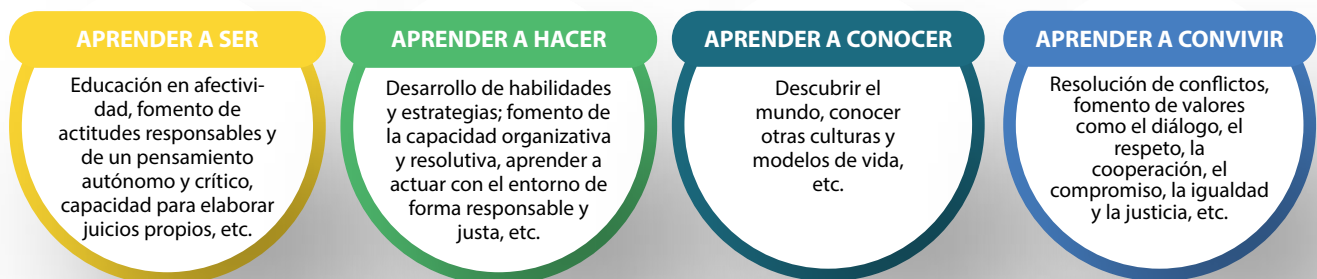 APRENDER A SER
Educación en afectivi-
dad, fomento de
actitudes responsables y
de un pensamiento
autónomo y crítico,
capacidad para elaborar
juicios propios, etc.
APRENDER A HACER
Desarrollo de habilidades
y estrategias; fomento de
la capacidad organizativa
y resolutiva, aprender a
actuar con el entorno de
forma responsable y
justa, etc.
APRENDER A CONOCER
Descubrir el
mundo, conocer
otras culturas y
modelos de vida,
etc.
APRENDER A CONVIVIR
Resolución de conflictos,
fomento de valores
como el diálogo, el
respeto, la
cooperación, el
compromiso, la igualdad
y la justicia, etc.